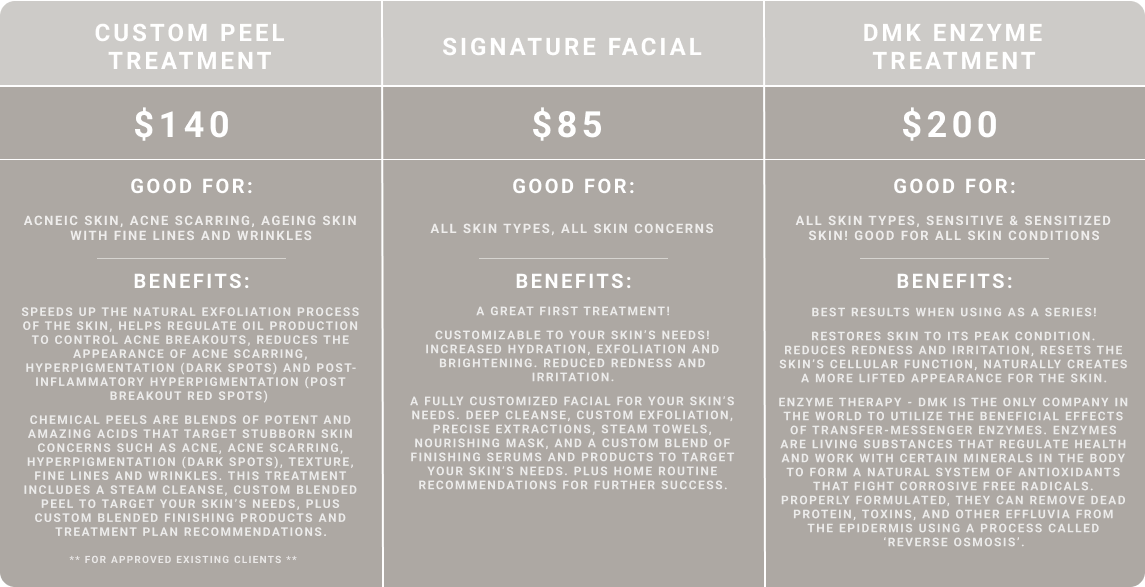 CUSTOM PEEL
TREATMENT
$140
GOOD FOR:
ACNEIC SKIN, ACNE SCARRING, AGEING SKIN
WITH FINE LINES AND WRINKLES
BENEFITS:
SPEEDS UP THE NATURAL EXFOLIATION PROCESS
OF THE SKIN, HELPS REGULATE OIL PRODUCTION
TO CONTROL ACNE BREAKOUTS, REDUCES THE
APPEARANCE OF ACNE SCARRING,
HYPERPIGMENTATION (DARK SPOTS) AND POST-
INFLAMMATORY HYPERPIGMENTATION (POST
BREAKOUT RED SPOTS)
CHEMICAL PEELS ARE BLENDS OF POTENT AND
AMAZING ACIDS THAT TARGET STUBBORN SKIN
CONCERNS SUCH AS ACNE, ACNE SCARRING,
HYPERPIGMENTATION (DARK SPOTS), TEXTURE,
FINE LINES AND WRINKLES. THIS TREATMENT
INCLUDES A STEAM CLEANSE, CUSTOM BLENDED
PEEL TO TARGET YOUR SKIN'S NEEDS, PLUS
CUSTOM BLENDED FINISHING PRODUCTS AND
TREATMENT PLAN RECOMMENDATIONS.
** FOR APPROVED EXISTING CLIENTS **
SIGNATURE FACIAL
$85
GOOD FOR:
ALL SKIN TYPES, ALL SKIN CONCERNS
BENEFITS:
A GREAT FIRST TREATMENT!
CUSTOMIZABLE TO YOUR SKIN'S NEEDS!
INCREASED HYDRATION, EXFOLIATION AND
BRIGHTENING. REDUCED REDNESS AND
IRRITATION.
A FULLY CUSTOMIZED FACIAL FOR YOUR SKIN'S
NEEDS. DEEP CLEANSE, CUSTOM EXFOLIATION,
PRECISE EXTRACTIONS, STEAM TOWELS,
NOURISHING MASK, AND A CUSTOM BLEND OF
FINISHING SERUMS AND PRODUCTS TO TARGET
YOUR SKIN'S NEEDS. PLUS HOME ROUTINE
RECOMMENDATIONS FOR FURTHER SUCCESS.
DMK ENZYME
TREATMENT
$200
GOOD FOR:
ALL SKIN TYPES, SENSITIVE & SENSITIZED
SKIN! GOOD FOR ALL SKIN CONDITIONS
BENEFITS:
BEST RESULTS WHEN USING AS A SERIES!
RESTORES SKIN TO ITS PEAK CONDITION.
REDUCES REDNESS AND IRRITATION, RESETS THE
SKIN'S CELLULAR FUNCTION, NATURALLY CREATES
A MORE LIFTED APPEARANCE FOR THE SKIN.
ENZYME THERAPY - DMK IS THE ONLY COMPANY IN
THE WORLD TO UTILIZE THE BENEFICIAL EFFECTS
OF TRANSFER-MESSENGER ENZYMES. ENZYMES
ARE LIVING SUBSTANCES THAT REGULATE HEALTH
AND WORK WITH CERTAIN MINERALS IN THE BODY
TO FORM A NATURAL SYSTEM OF ANTIOXIDANTS
THAT FIGHT CORROSIVE FREE RADICALS.
PROPERLY FORMULATED, THEY CAN REMOVE DEAD
PROTEIN, TOXINS, AND OTHER EFFLUVIA FROM
THE EPIDERMIS USING A PROCESS CALLED
'REVERSE OSMOSIS'.